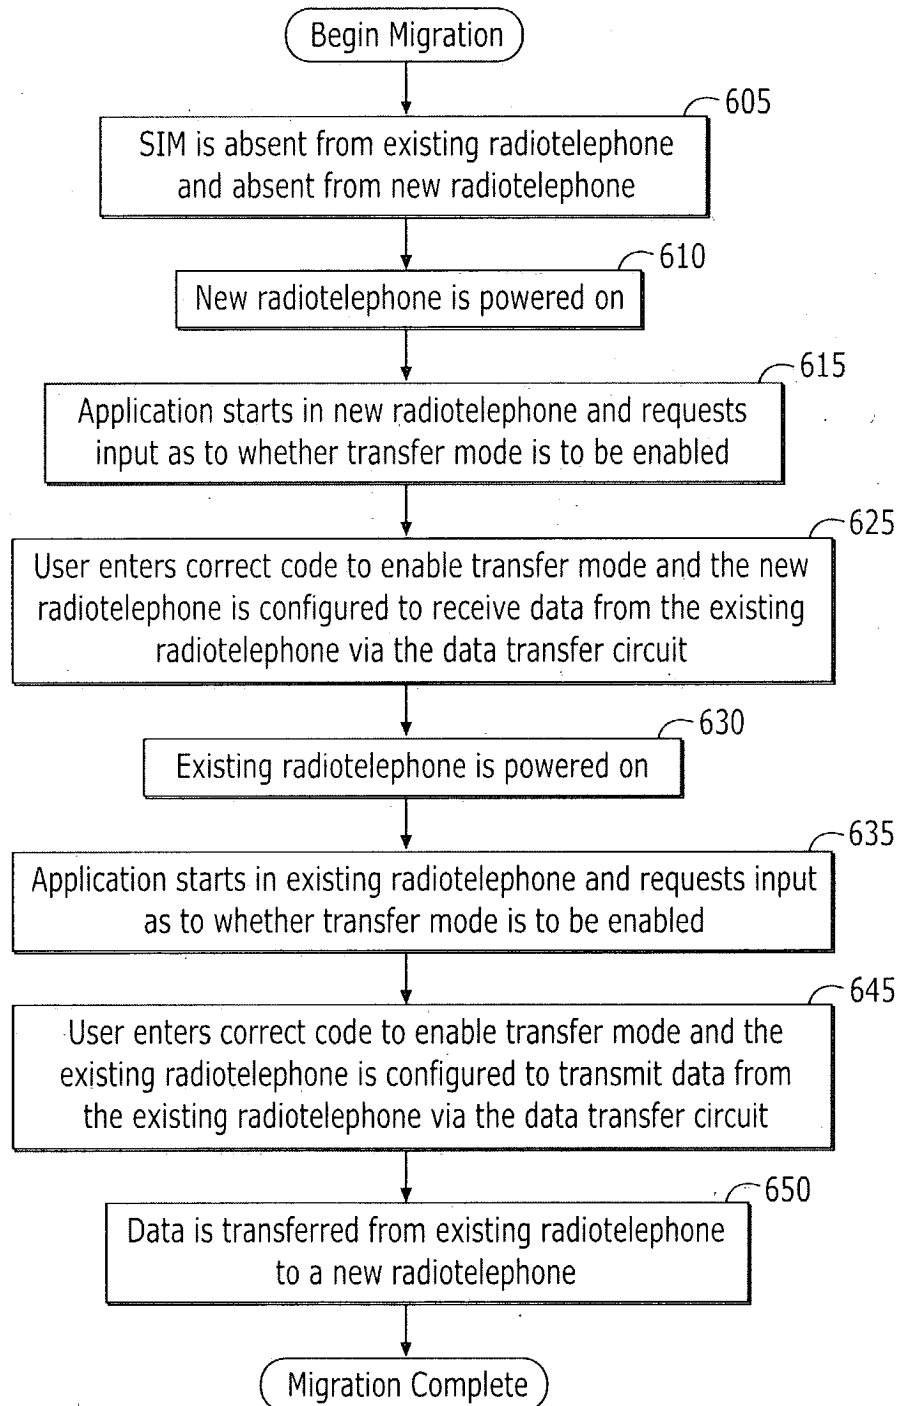 Begin Migration
605
SIM is absent from existing radiotelephone
and absent from new radiotelephone
610
New radiotelephone is powered on
615
Application starts in new radiotelephone and requests
input as to whether transfer mode is to be enabled
625
User enters correct code to enable transfer mode and the new
radiotelephone is configured to receive data from the existing
radiotelephone via the data transfer circuit
630
Existing radiotelephone is powered on
635
Application starts in existing radiotelephone and requests input
as to whether transfer mode is to be enabled
645
User enters correct code to enable transfer mode and the
existing radiotelephone is configured to transmit data from
the existing radiotelephone via the data transfer circuit
650
Data is transferred from existing radiotelephone
to a new radiotelephone
Migration Complete